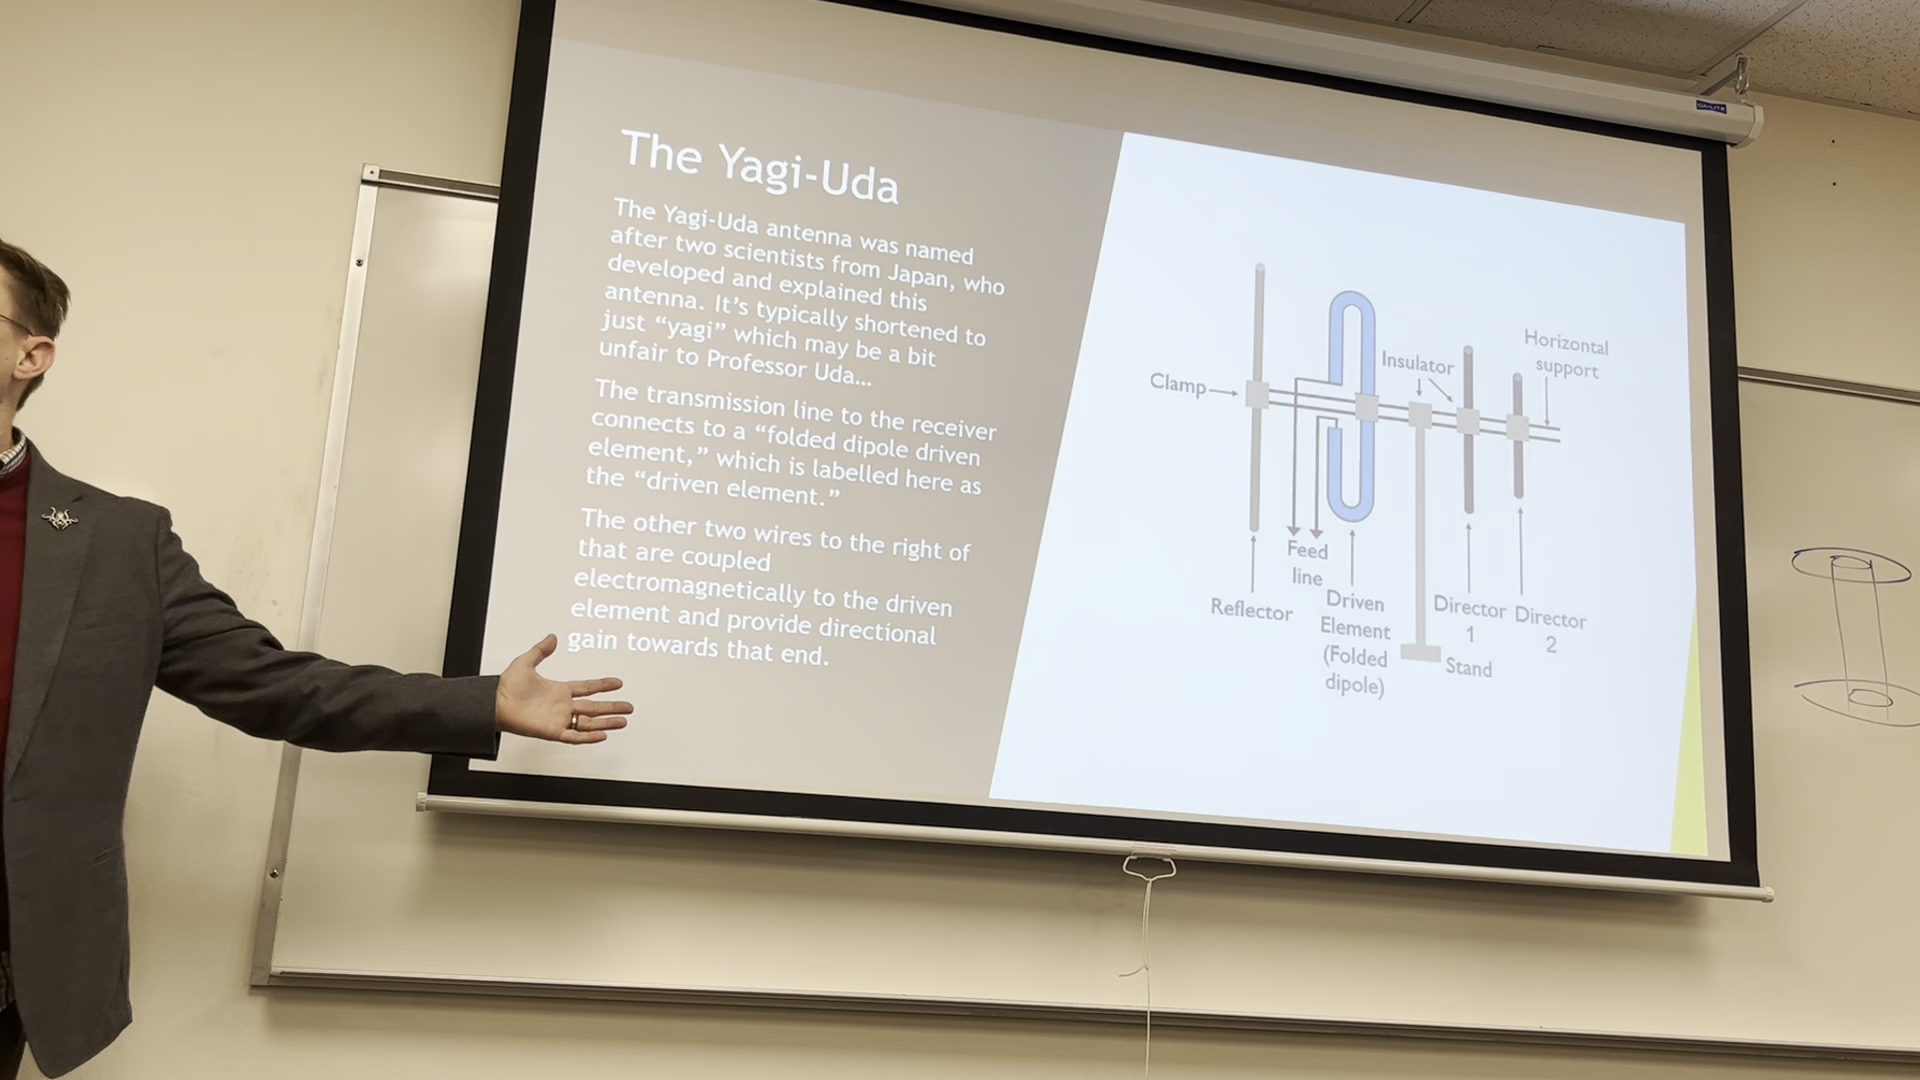 DA-LITE
The Yagi-Uda
The Yagi-Uda antenna was named
after two scientists from Japan, who
developed and explained this
antenna. It's typically shortened to
just “yagi” which may be a bit
unfair to Professor Uda...
The transmission line to the receiver
connects to a “folded dipole driven
element,” which is labelled here as
the “driven element.”
The other two wires to the right of
that are coupled
electromagnetically to the driven
element and provide directional
gain towards that end.
Clamp
Insulator
Horizontal
support
Reflector
Feed
line
Driven
Element
(Folded
dipole)
Stand
Director
1
Director
2